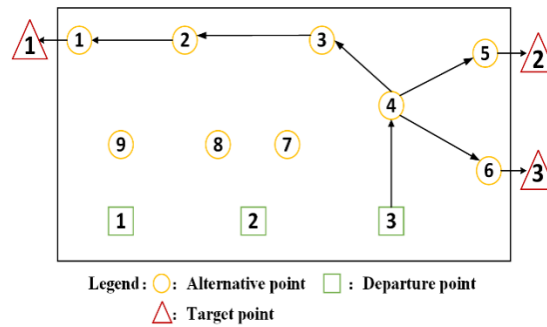 1 1 2 3 5 2
4
9 8 7 6 3
1 2 3
Legend: : Alternative point : Departure point
: Target point